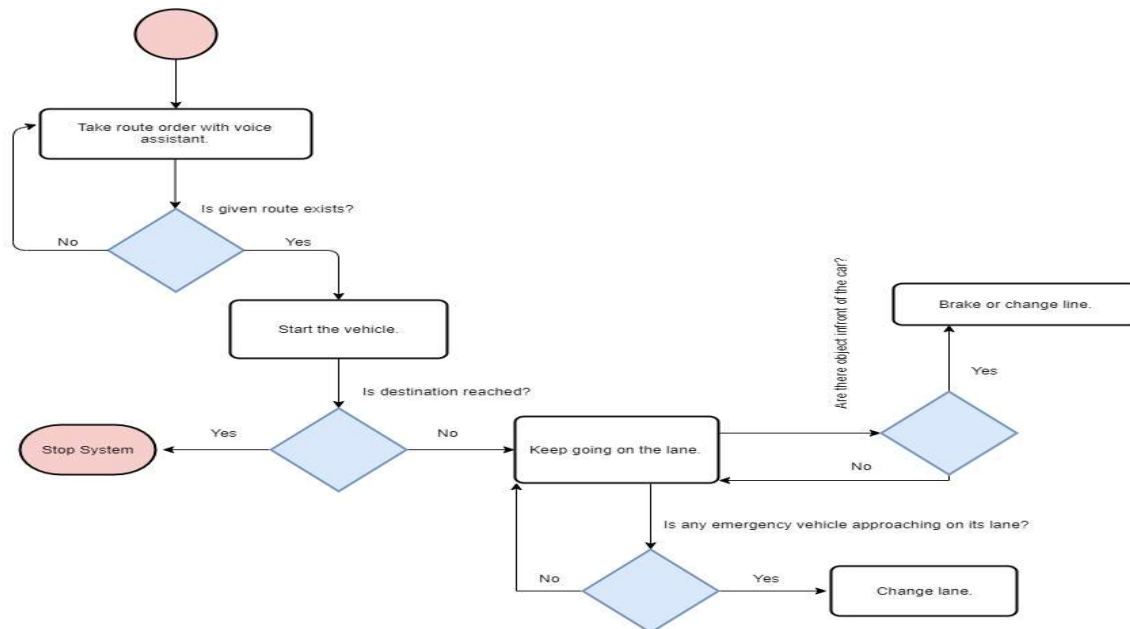 Take route order with voice
assistant.
Is given route exists?
No
Yes
Start the vehicle.
Is destination reached?
Yes
Stop System
No
Keep going on the lane.
Are there object infront of the car?
Brake or change line.
Yes
No
Is any emergency vehicle approaching on its lane?
No
Yes
Change lane.